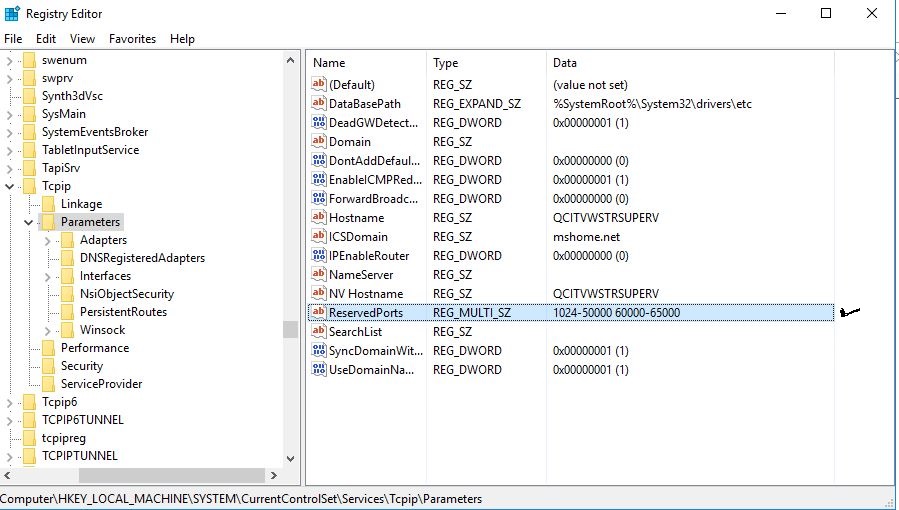 Registry Editor
File Edit View Favorites Help
swenum
swprv
Synth3dVsc
SysMain
SystemEventsBroker
TabletInputService
TapiSrv
Tcpip
Linkage
Parameters
Adapters
DNSRegisteredAdapters
Interfaces
NsiObjectSecurity
PersistentRoutes
Winsock
Performance
Security
ServiceProvider
Tcpip6
TCPIP6TUNNEL
tcpipreg
TCPIPTUNNEL
Name Type Data
(Default) REG_SZ (value not set)
DataBasePath REG_EXPAND_SZ %SystemRoot%\System32\drivers\etc
DeadGWDetect... REG_DWORD 0x00000001 (1)
Domain REG_SZ
DontAddDefaul... REG_DWORD 0x00000000 (0)
EnableICMPRed... REG_DWORD 0x00000001 (1)
ForwardBroadc... REG_DWORD 0x00000000 (0)
Hostname REG_SZ QCITVWSTRSUPERV
ICSDomain REG_SZ mshome.net
IPEnableRouter REG_DWORD 0x00000000 (0)
NameServer REG_SZ
NV Hostname REG_SZ QCITVWSTRSUPERV
ReservedPorts REG_MULTI_SZ 1024-50000 60000-65000
SearchList REG_SZ
SyncDomainWit... REG_DWORD 0x00000001 (1)
UseDomainNa... REG_DWORD 0x00000001 (1)
Computer\HKEY_LOCAL_MACHINE\SYSTEM\CurrentControlSet\Services\Tcpip\Parameters